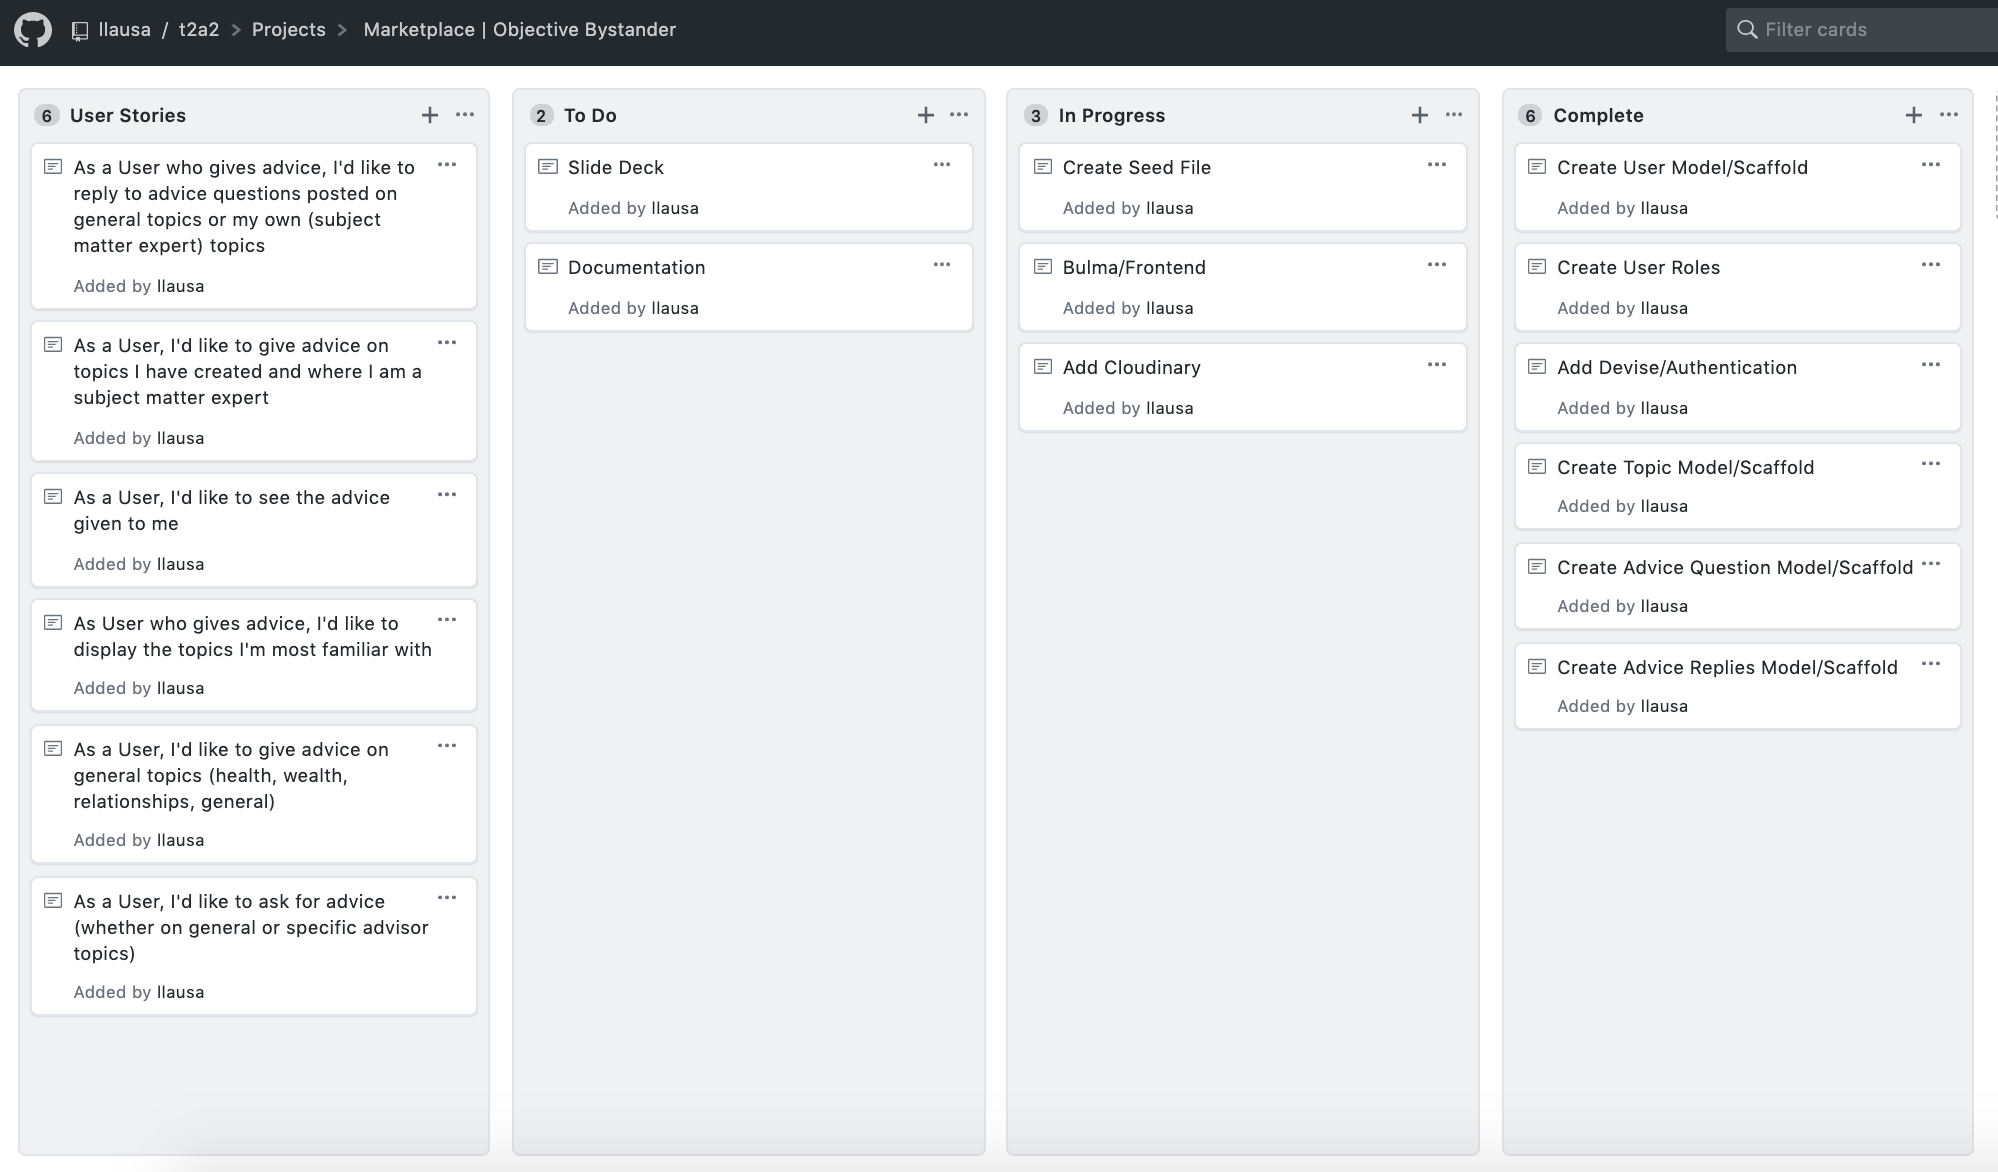 llausa / t2a2 > Projects > Marketplace | Objective Bystander
Filter cards
6 User Stories
As a User who gives advice, I'd like to
reply to advice questions posted on
general topics or my own (subject
matter expert) topics
Added by llausa
As a User, I'd like to give advice on
topics I have created and where I am a
subject matter expert
Added by llausa
As a User, I'd like to see the advice
given to me
Added by llausa
As User who gives advice, I'd like to
display the topics I'm most familiar with
Added by llausa
As a User, I'd like to give advice on
general topics (health, wealth,
relationships, general)
Added by llausa
As a User, I'd like to ask for advice
(whether on general or specific advisor
topics)
Added by llausa
2 To Do
Slide Deck
Added by llausa
Documentation
Added by llausa
3 In Progress
Create Seed File
Added by llausa
Bulma/Frontend
Added by llausa
Add Cloudinary
Added by llausa
6 Complete
Create User Model/Scaffold
Added by llausa
Create User Roles
Added by llausa
Add Devise/Authentication
Added by llausa
Create Topic Model/Scaffold
Added by llausa
Create Advice Question Model/Scaffold
Added by llausa
Create Advice Replies Model/Scaffold
Added by llausa